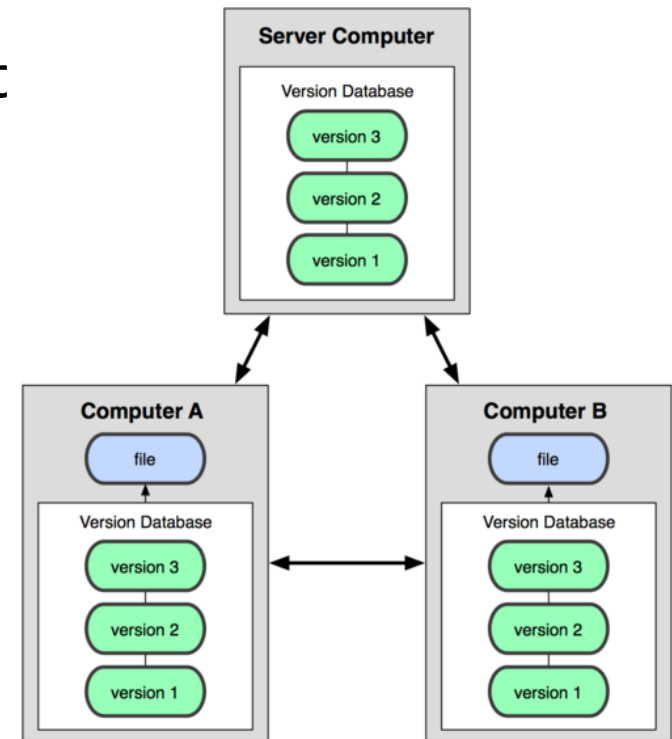 t
Server Computer
Version Database
version 3
version 2
version 1
Computer A
file
Version Database
version 3
version 2
version 1
Computer B
file
Version Database
version 3
version 2
version 1